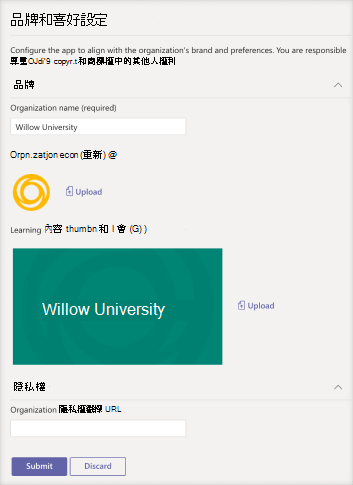 品牌和喜好設定
Configure the app to align with the organization's brand and preferences. You are responsible
尊重OJdi'9 copyr.t 和商標權中的其他人權利
品牌
Organization name (required)
Willow University
Orpn.zatjon econ (重新) @
Upload
Learning 內容 thumbn 和 I 會 (G) )
Willow University
Upload
隱私權
Organization 隱私權聲明 URL
Submit
Discard